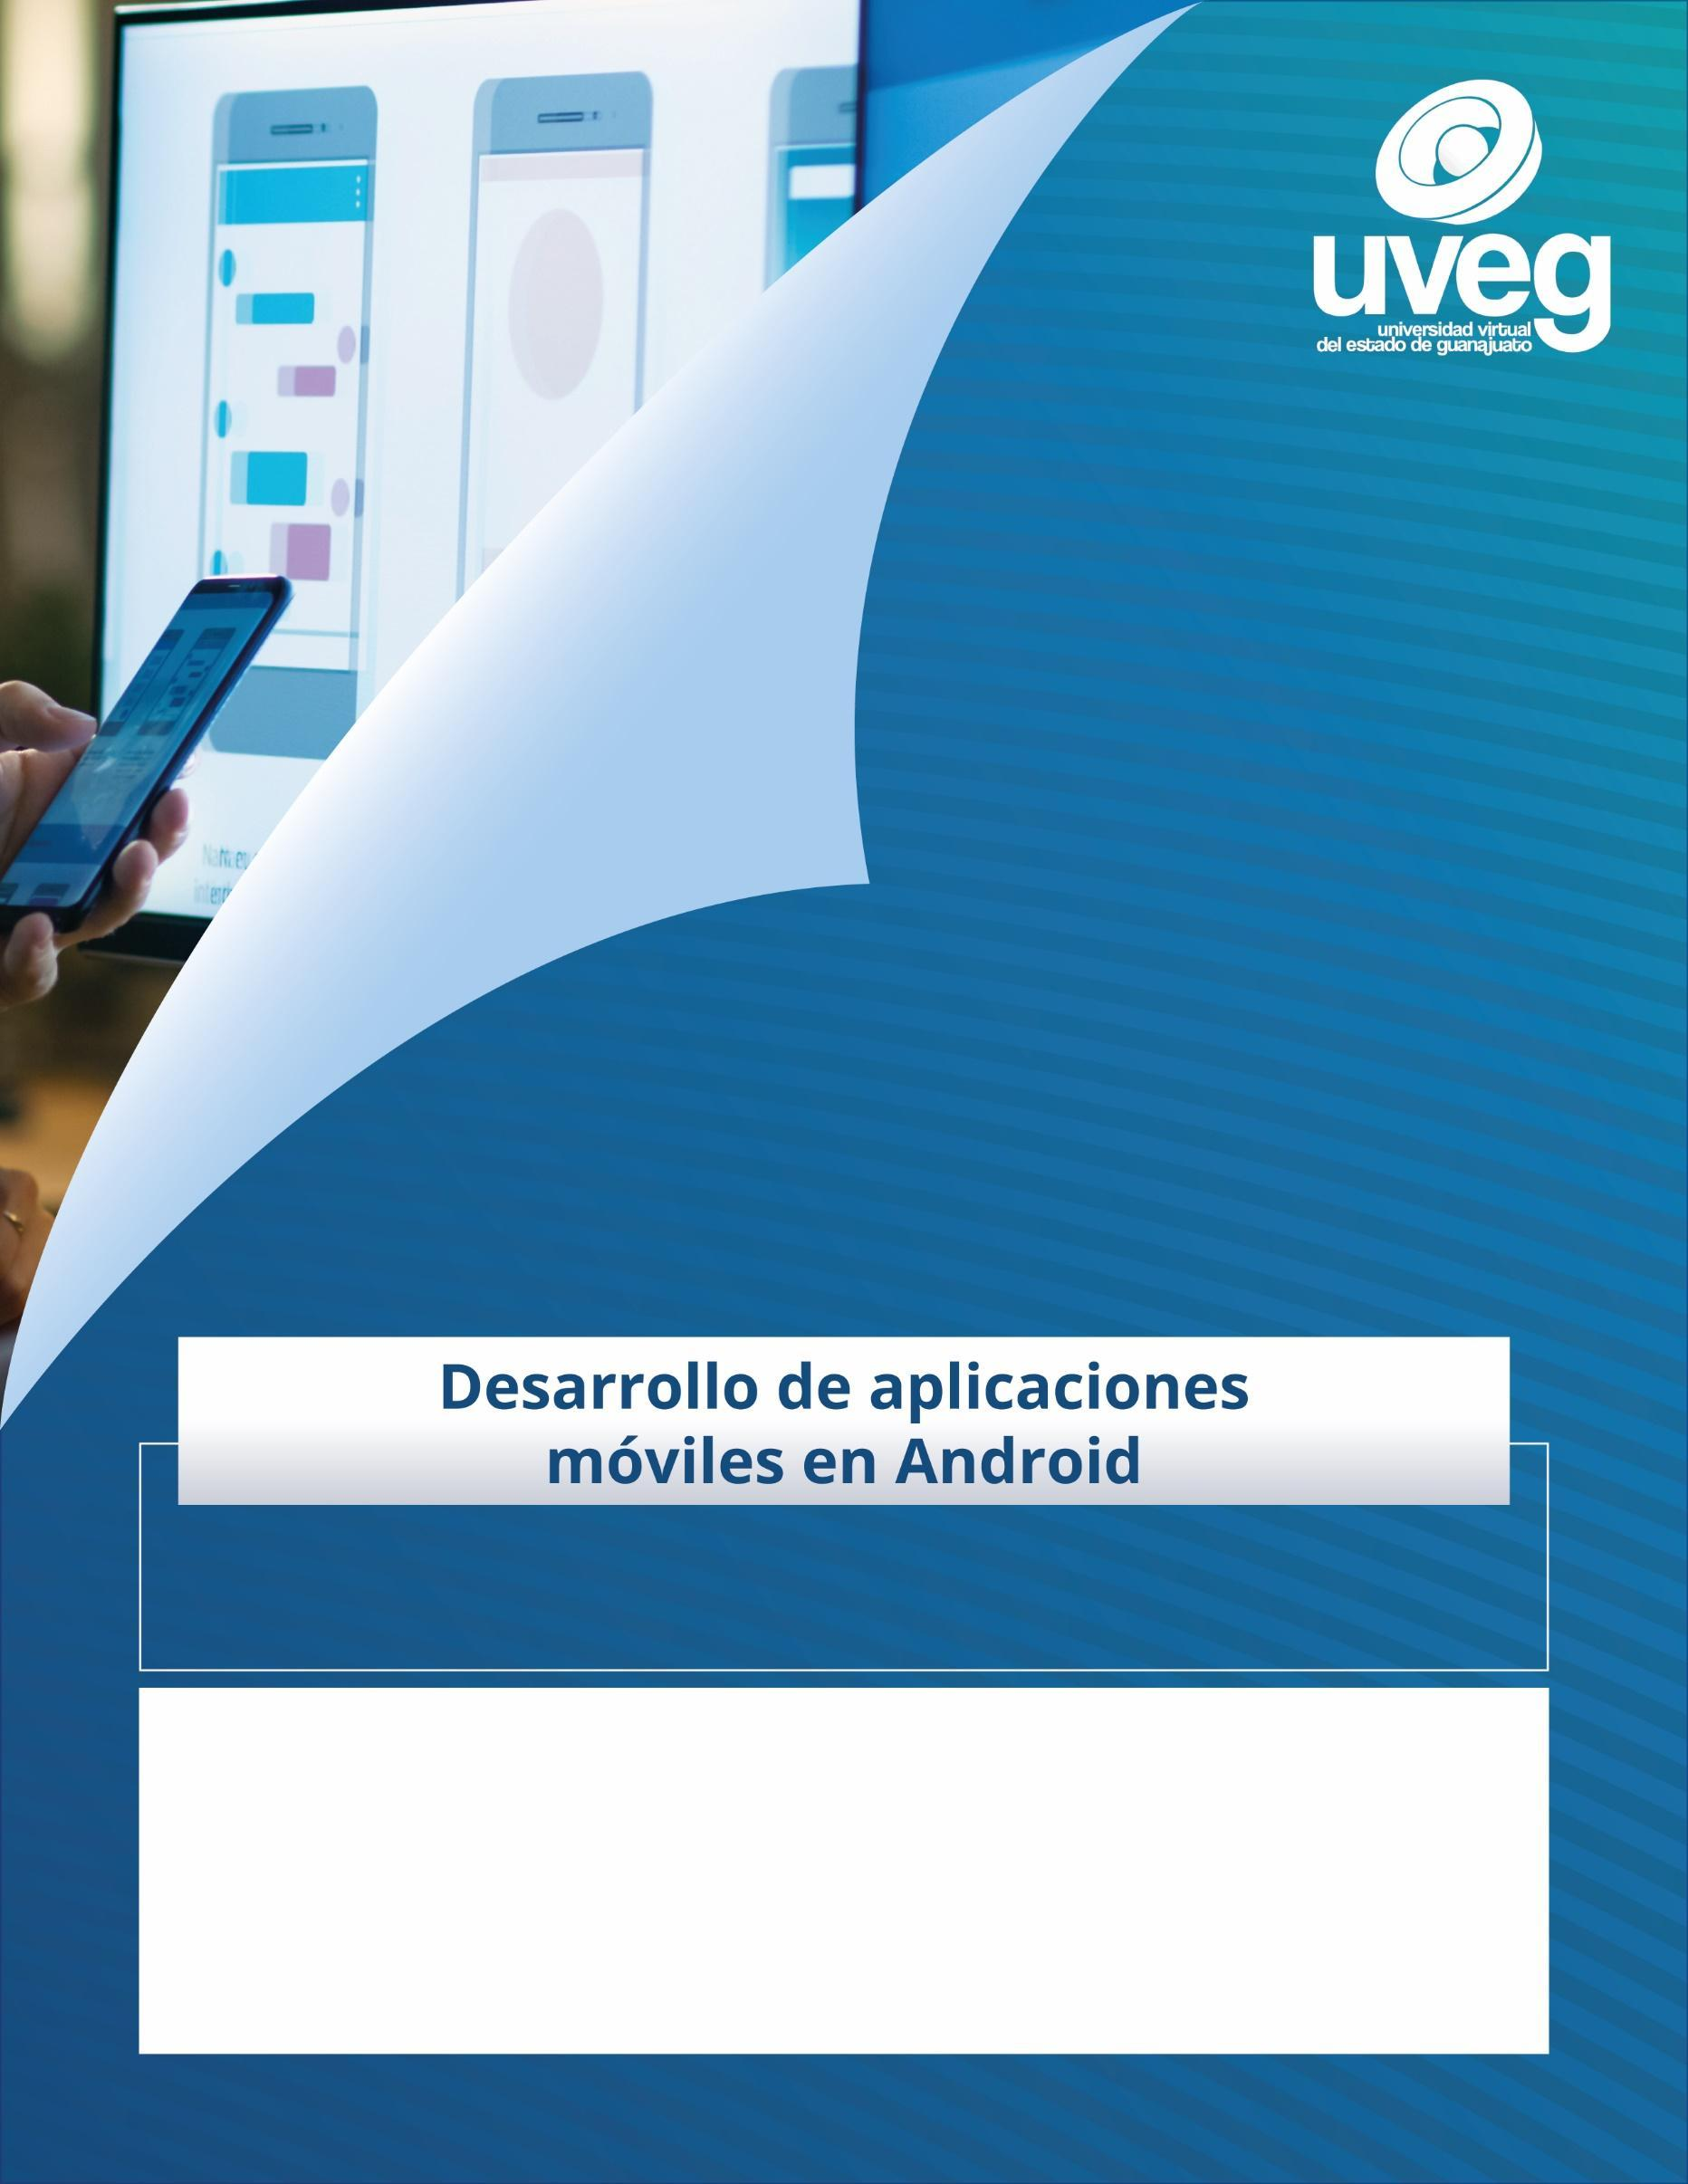 uveg
universidad virtual
del estado de guanajuato
Desarrollo de aplicaciones
móviles en Android